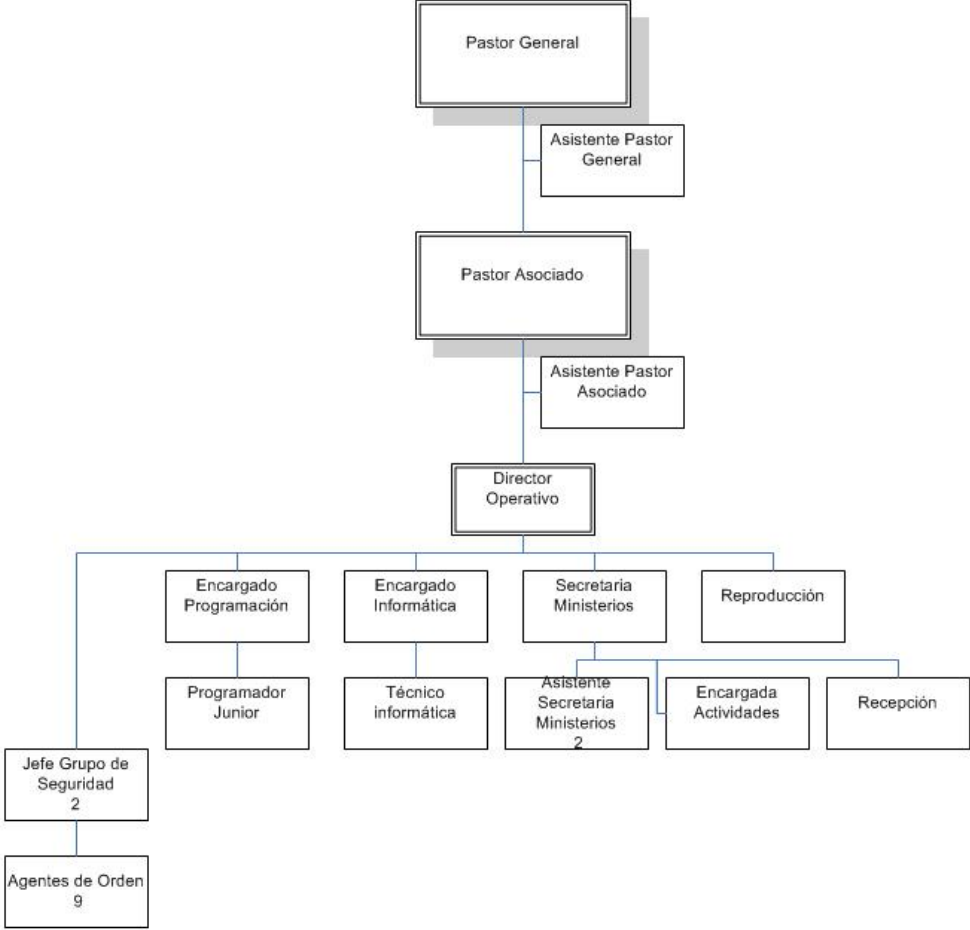 Pastor General
Asistente Pastor
General
Pastor Asociado
Asistente Pastor
Asociado
Director
Operativo
Encargado
Programación
Encargado
Informática
Secretaria
Ministerios
Reproducción
Programador
Junior
Técnico
informática
Asistente
Secretaria
Ministerios
2
Encargada
Actividades
Recepción
Jefe Grupo de
Seguridad
2
Agentes de Orden
9